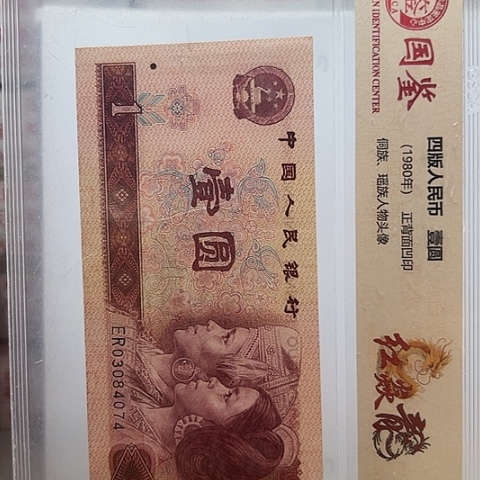 国鉴
IDENTIFICATION CENTER
四版人民币 壹圆
(1980年) 正背面凹印
侗族、瑶族人物头像
中国人民银行
壹圆
1
ER03084074